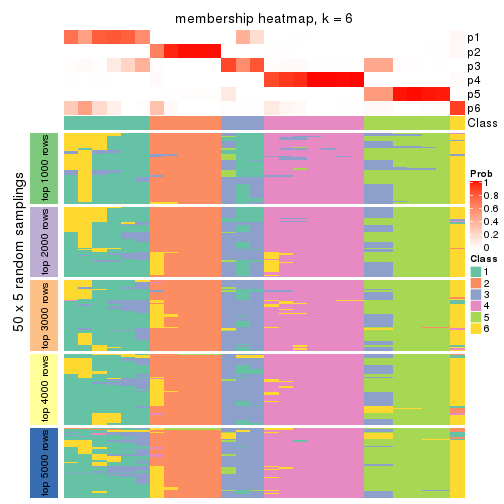 membership heatmap, k = 6
p1
p2
p3
p4
p5
p6
Class
50 x 5 random samplings
top 1000 rows
top 2000 rows
top 3000 rows
top 4000 rows
top 5000 rows
Prob
1
0.8
0.6
0.4
0.2
0
Class
1
2
3
4
5
6